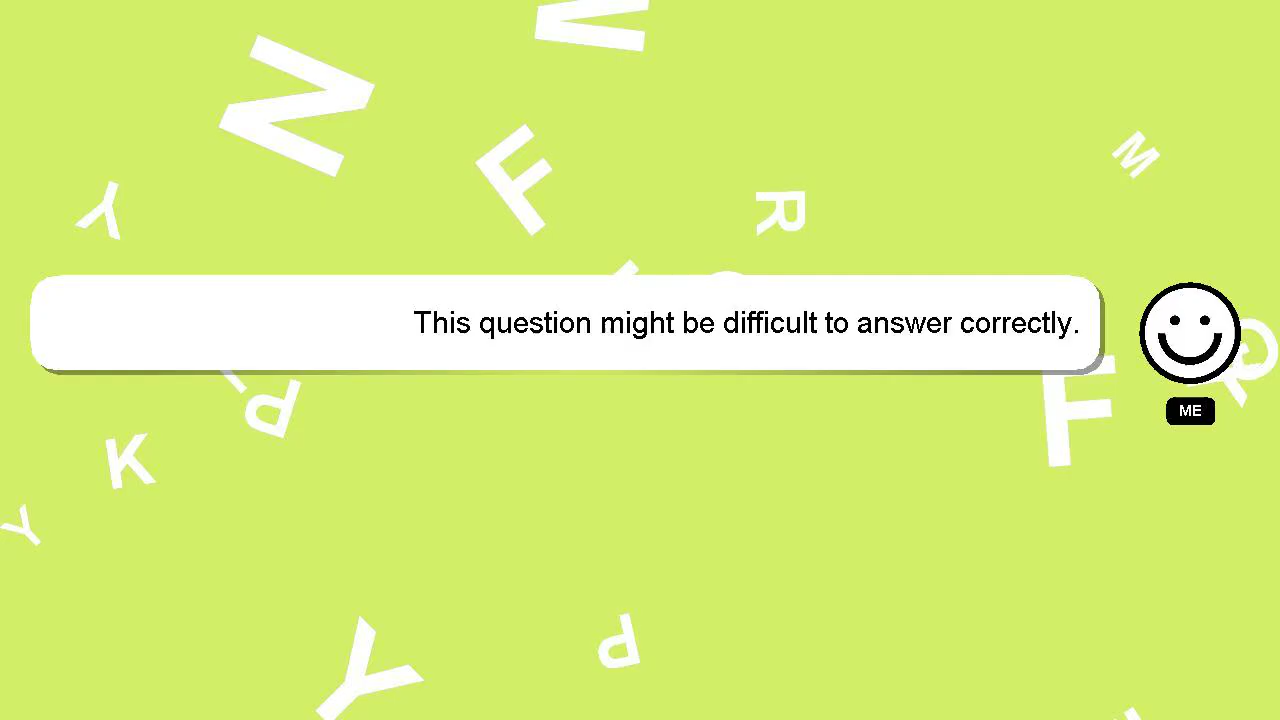 N
F
Y
R
M
This question might be difficult to answer correctly.
ME
F
P
K
Y
Y
P